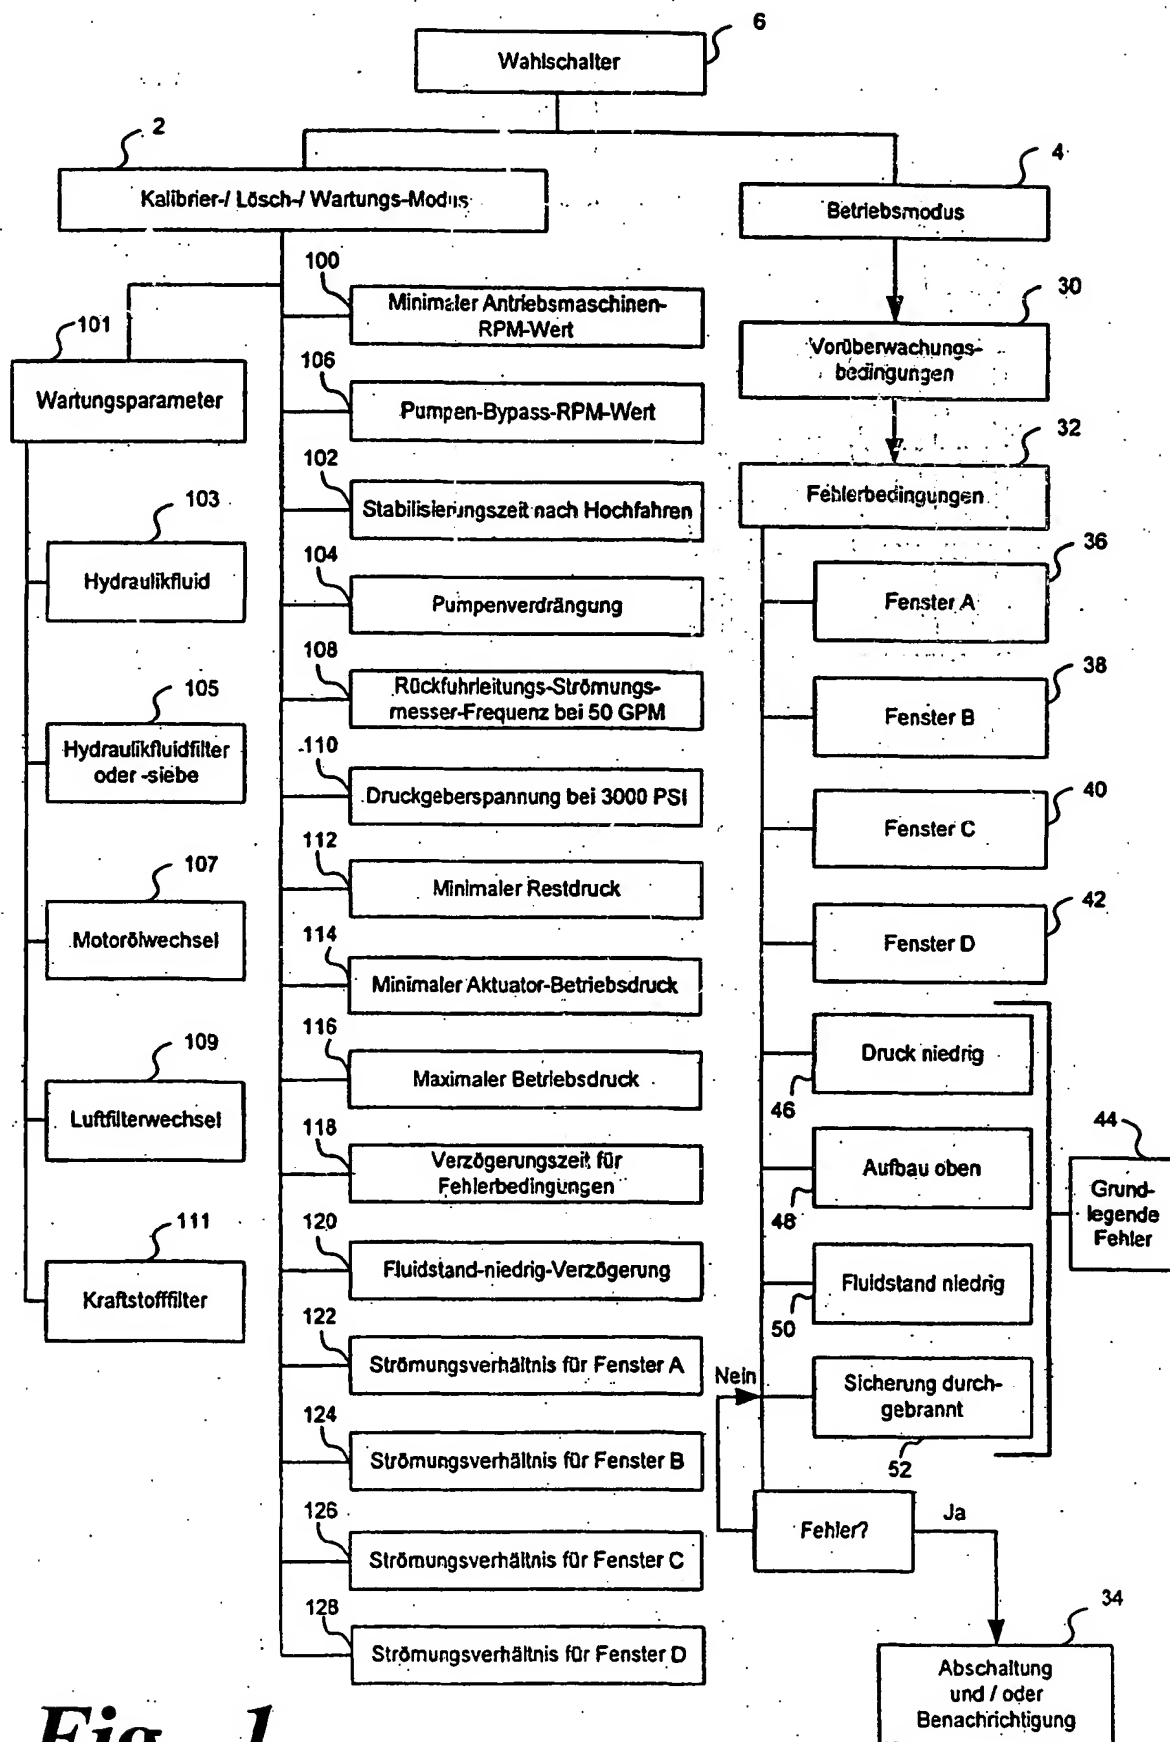 6
Wahlschalter
2
Kalibrier-/ Lösch-/ Wartungs-Modus
101
Wartungsparameter
103
Hydraulikfluid
105
Hydraulikfluidfilter
oder -siebe
107
Motorölwechsel
109
Luftfilterwechsel
111
Kraftstofffilter
100
Minimaler Antriebsmaschinen-
RPM-Wert
106
Pumpen-Bypass-RPM-Wert
102
Stabilisierungszeit nach Hochfahren
104
Pumpenverdrängung
108
Rückfuhrleitungs-Strömungs-
messer-Frequenz bei 50 GPM
110
Druckgeberspannung bei 3000 PSI
112
Minimaler Restdruck
114
Minimaler Aktuator-Betriebsdruck
116
Maximaler Betriebsdruck
118
Verzögerungszeit für
Fehlerbedingungen
120
Fluidstand-niedrig-Verzögerung
122
Strömungsverhältnis für Fenster A
124
Strömungsverhältnis für Fenster B
126
Strömungsverhältnis für Fenster C
128
Strömungsverhältnis für Fenster D
4
Betriebsmodus
30
Vorüberwachungs-
bedingungen
32
Fehlerbedingungen
36
Fenster A
38
Fenster B
40
Fenster C
42
Fenster D
Druck niedrig
46
Aufbau oben
48
Fluidstand niedrig
50
Sicherung durch-
gebrannt
52
44
Grund-
legende
Fehler
Nein
Fehler?
Ja
34
Abschaltung
und / oder
Benachrichtigung
Fig. 1